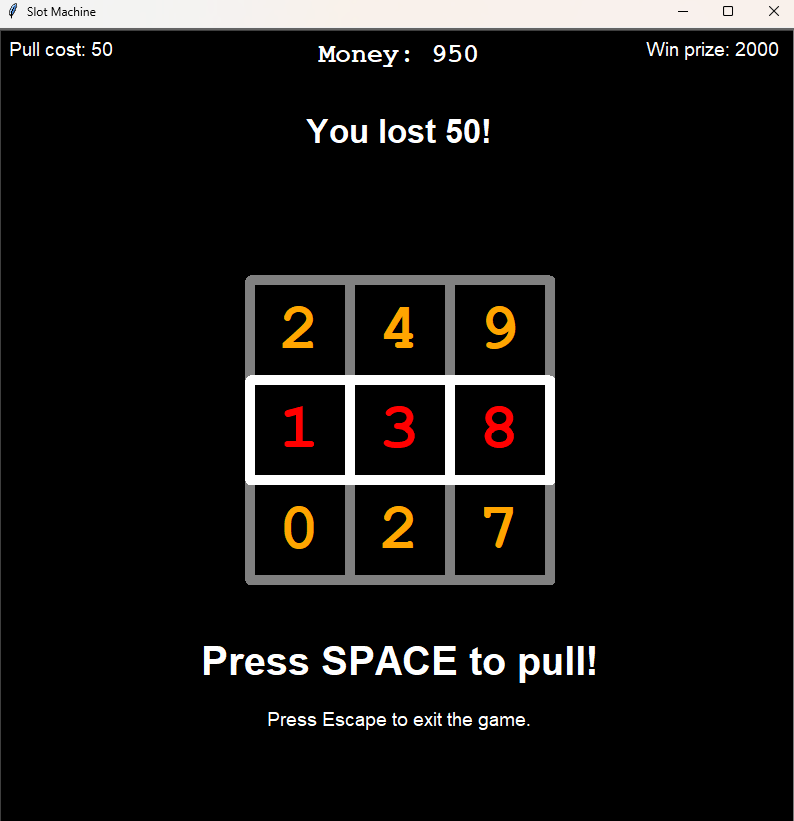 Slot Machine
Pull cost: 50
Money: 950
Win prize: 2000
You lost 50!
2 4 9
1 3 8
0 2 7
Press SPACE to pull!
Press Escape to exit the game.